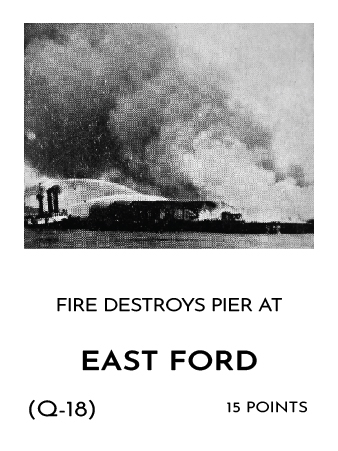 FIRE DESTROYS PIER AT
EAST FORD
(Q-18)
15 POINTS